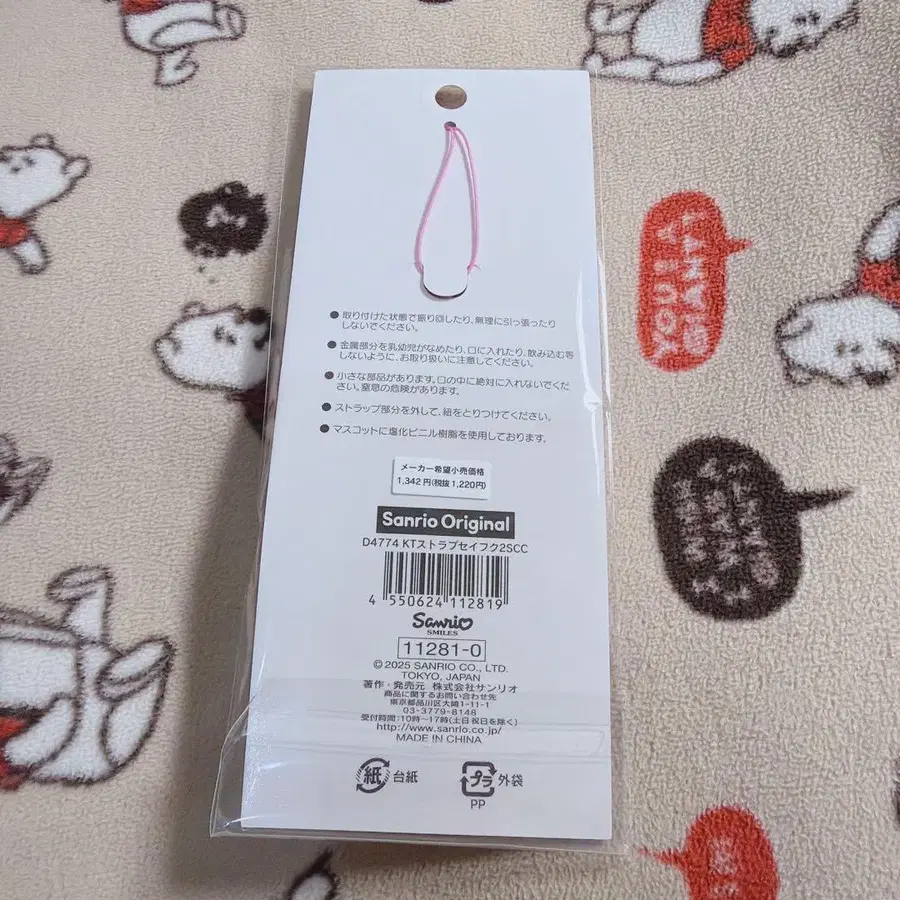 ● 取り付けた状態で振り回したり、無理に引っ張ったり
しないでください。
● 金属部分を乳幼児がなめたり、口に入れたり、飲み込む等
しないように、お取り扱いに注意してください。
● 小さな部品があります。口の中に絶対に入れないでくだ
さい。窒息の危険があります。
● ストラップ部分を外して、紐をとりつけてください。
● マスコットに塩化ビニル樹脂を使用しております。
メーカー希望小売価格
1,342円(税抜1,220円)
Sanrio Original
D4774 KTストラプセイフク2SCC
4 550624 112819
Sanrio
SMILES
11281-0
© 2025 SANRIO CO., LTD.
TOKYO, JAPAN
著作・発売元 株式会社サンリオ
商品に関するお問い合わせ先
東京都品川区大崎1-11-1
03-3779-8148
受付時間:10時〜17時(土日祝日を除く)
http://www.sanrio.co.jp/
MADE IN CHINA
紙 台紙
プラ 外袋
PP